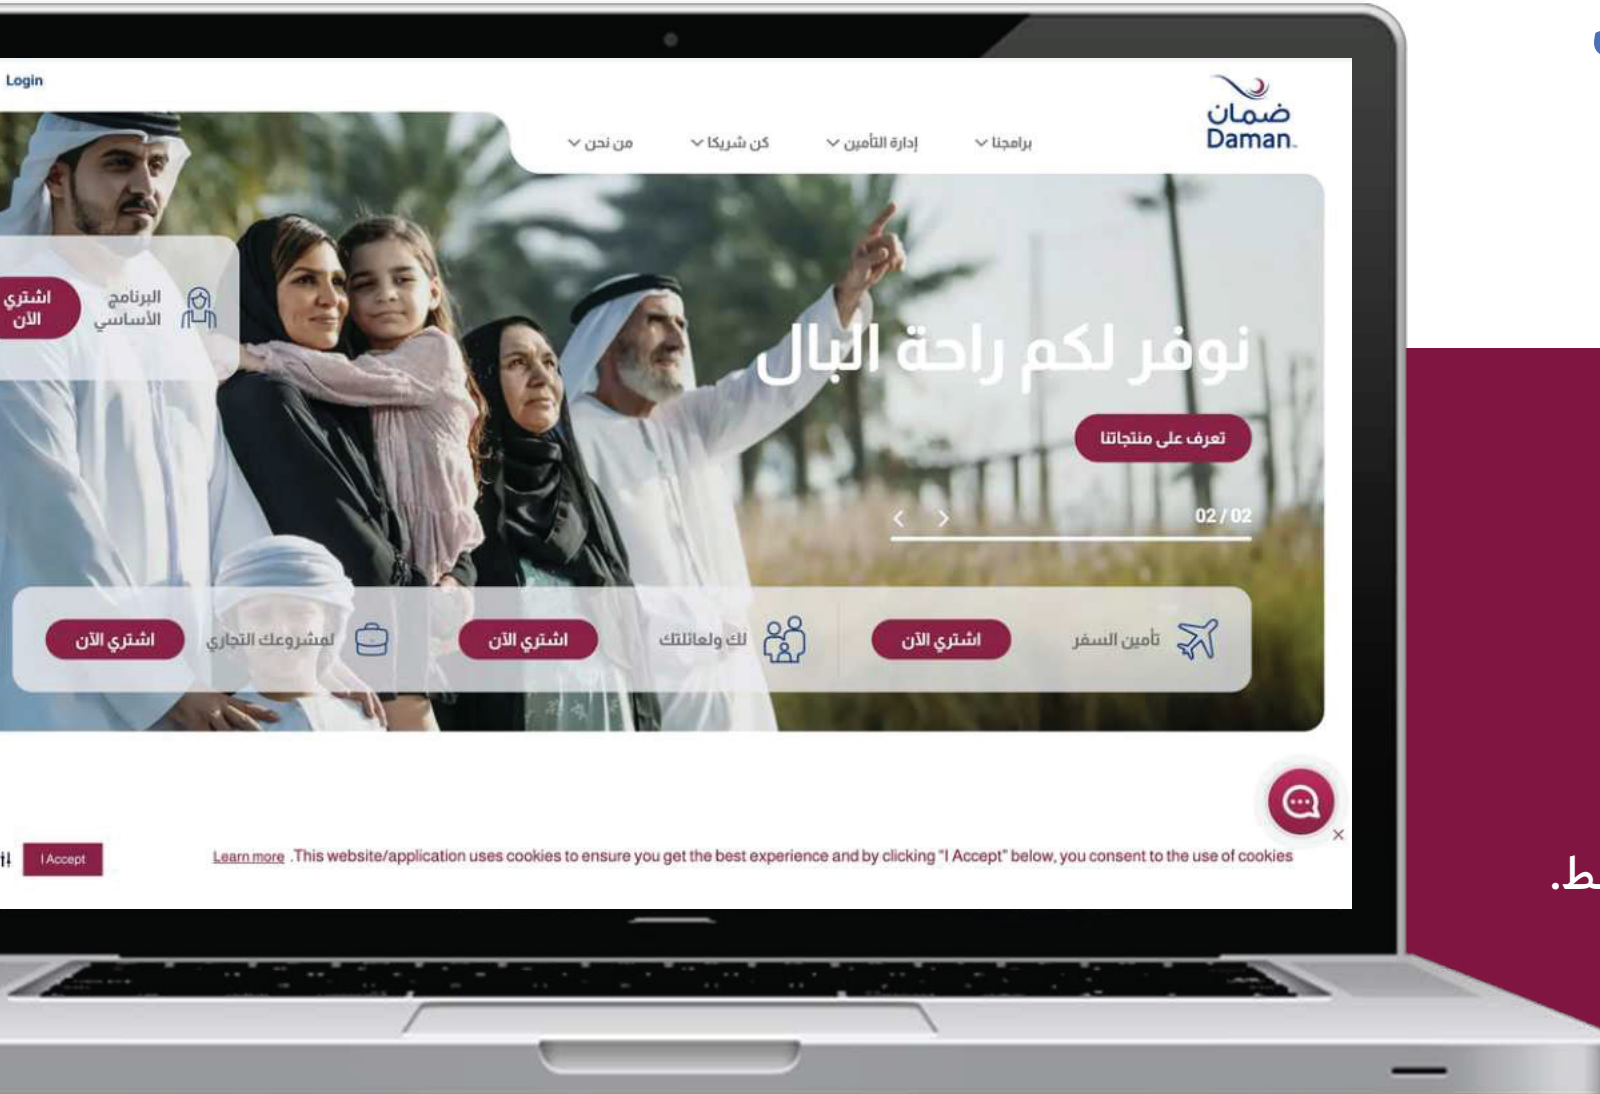 Login
ضمان
Daman
برامجنا
إدارة التأمين
كن شريكا
من نحن
البرنامج
الأساسي
اشتري
الآن
نوفر لكم راحة البال
تعرف على منتجاتنا
02 / 02
تأمين السفر
اشتري الآن
لك ولعائلتك
اشتري الآن
لمشروعك التجاري
اشتري الآن
This website/application uses cookies to ensure you get the best experience and by clicking "I Accept" below, you consent to the use of cookies. Learn more
I Accept